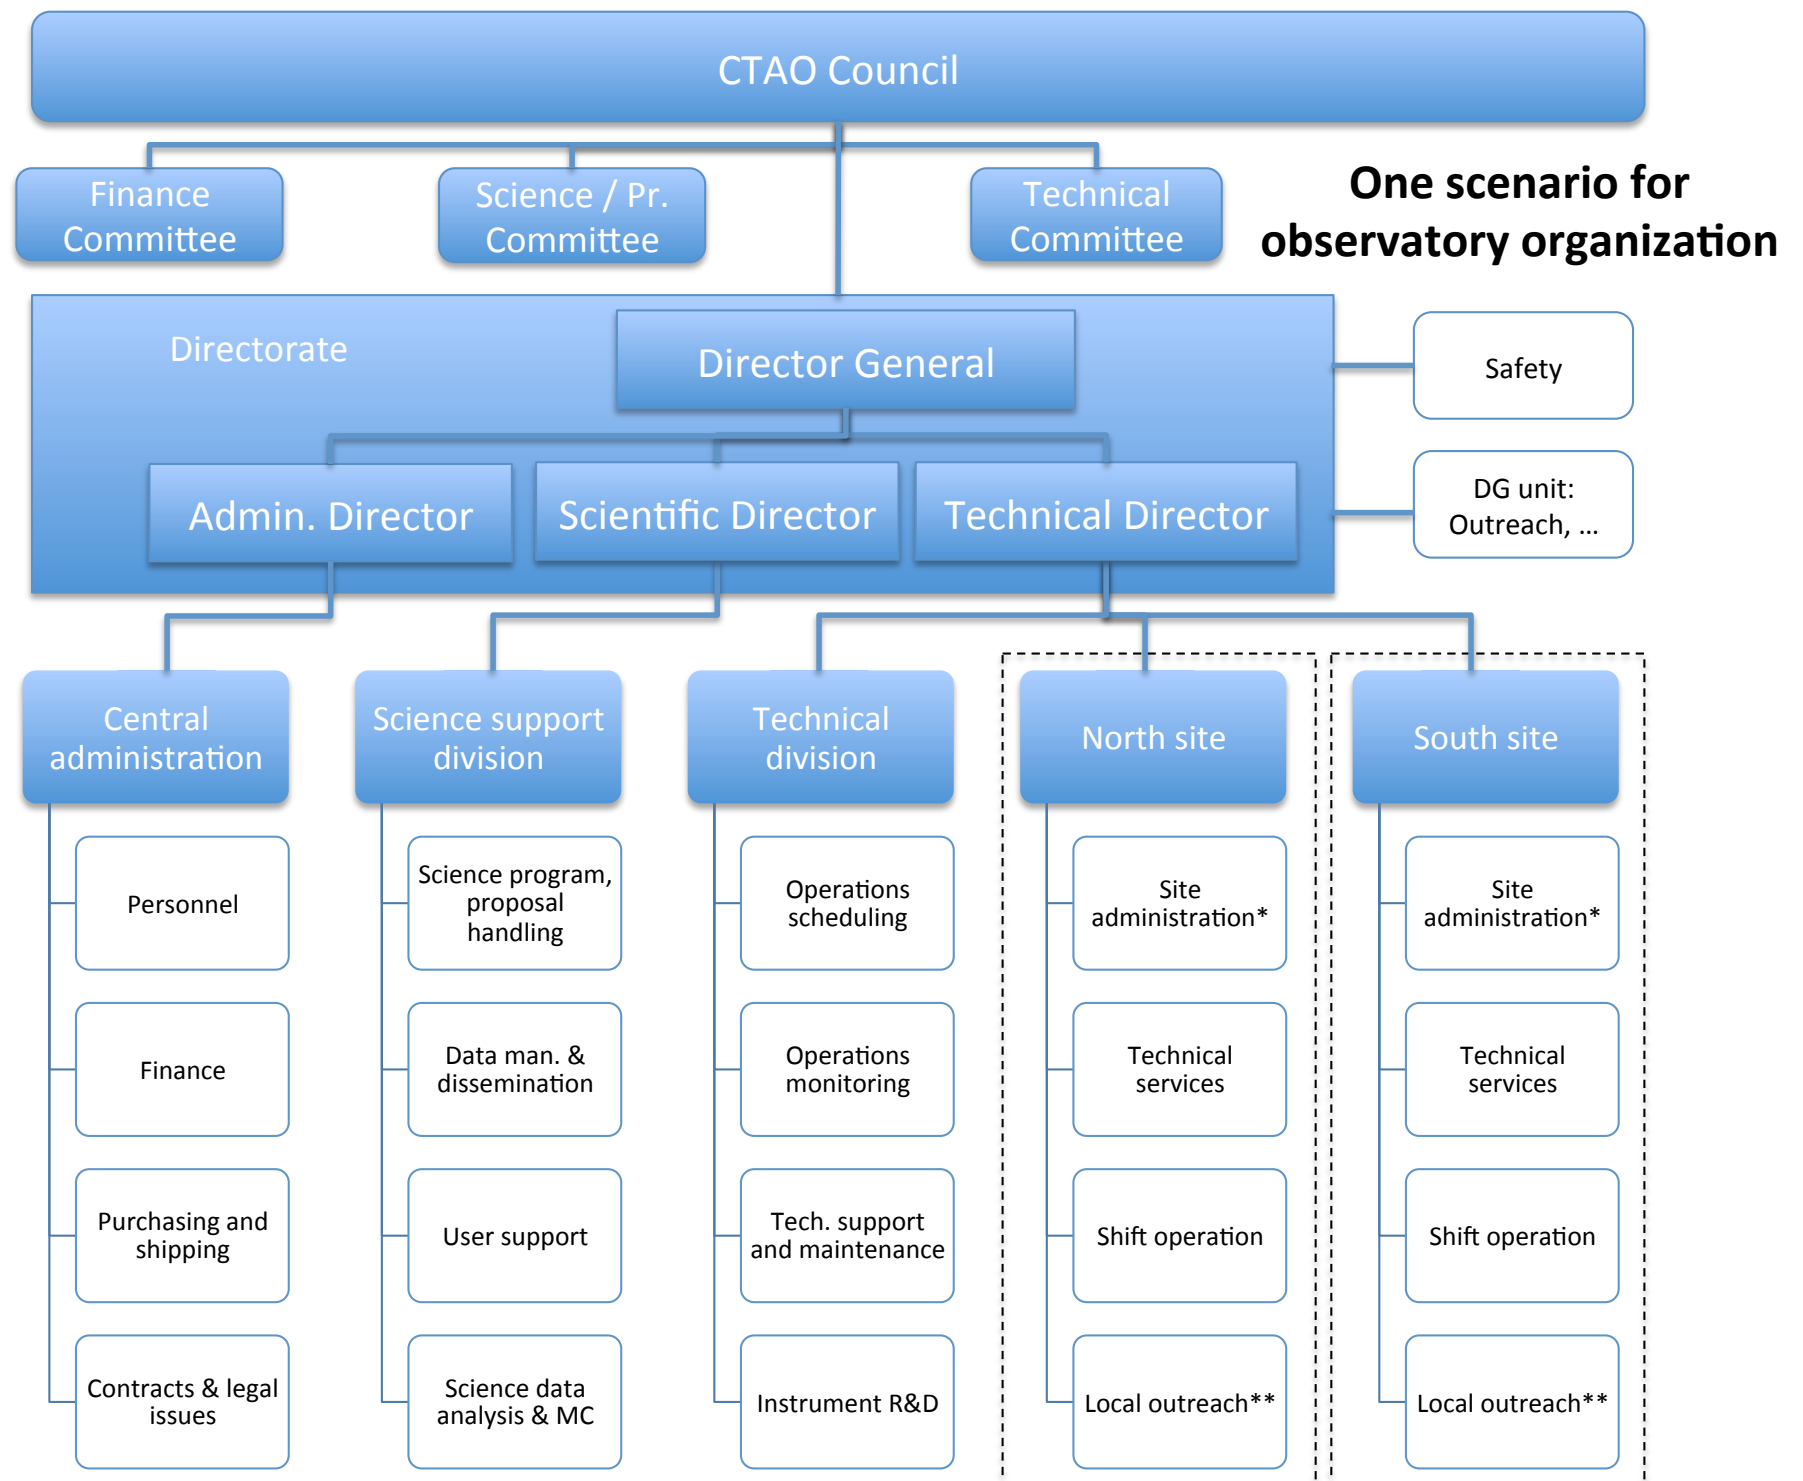 CTAO Council
Finance
Committee
Science / Pr.
Committee
Technical
Committee
One scenario for
observatory organization
Directorate
Director General
Safety
Admin. Director
Scientific Director
Technical Director
DG unit:
Outreach, ...
Central
administration
Science support
division
Technical
division
North site
South site
Personnel
Science program,
proposal
handling
Operations
scheduling
Site
administration*
Site
administration*
Finance
Data man. &
dissemination
Operations
monitoring
Technical
services
Technical
services
Purchasing and
shipping
User support
Tech. support
and maintenance
Shift operation
Shift operation
Contracts & legal
issues
Science data
analysis & MC
Instrument R&D
Local outreach**
Local outreach**